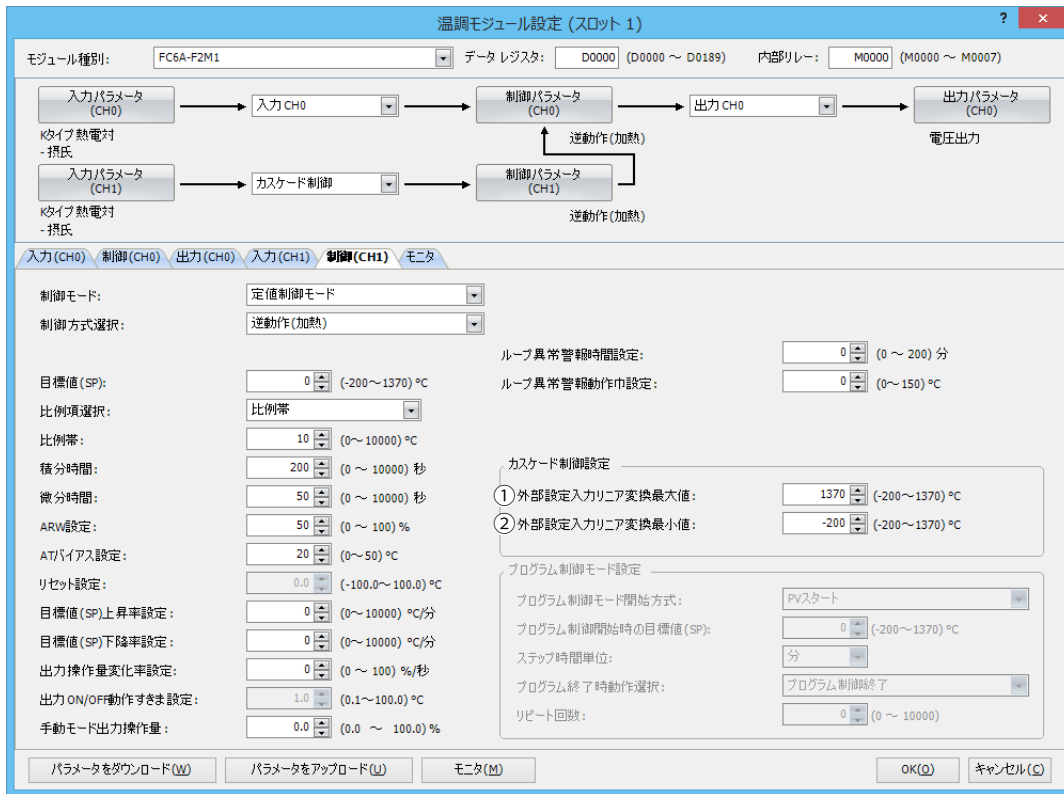 温調モジュール設定 (スロット 1)
? ×
モジュール種別: FC6A-F2M1 データ レジスタ: D0000 (D0000 ～ D0189) 内部リレー: M0000 (M0000 ～ M0007)
入力パラメータ (CH0)
入力 CH0
制御パラメータ (CH0)
出力 CH0
出力パラメータ (CH0)
Kタイプ 熱電対
- 摂氏
逆動作(加熱)
電圧出力
入力パラメータ (CH1)
カスケード制御
制御パラメータ (CH1)
Kタイプ 熱電対
- 摂氏
逆動作(加熱)
入力(CH0) 制御(CH0) 出力(CH0) 入力(CH1) 制御(CH1) モニタ
制御モード: 定値制御モード
制御方式選択: 逆動作(加熱)
ループ異常警報時間設定: 0 (0 ～ 200) 分
目標値(SP): 0 (-200～1370) ºC
ループ異常警報動作巾設定: 0 (0～150) ºC
比例項選択: 比例帯
比例帯: 10 (0～10000) ºC
積分時間: 200 (0 ～ 10000) 秒
微分時間: 50 (0 ～ 10000) 秒
ARW設定: 50 (0 ～ 100) %
ATバイアス設定: 20 (0～50) ºC
リセット設定: 0.0 (-100.0～100.0) ºC
目標値(SP)上昇率設定: 0 (0～10000) ºC/分
目標値(SP)下降率設定: 0 (0～10000) ºC/分
出力操作量変化率設定: 0 (0 ～ 100) %/秒
出力 ON/OFF動作すきま設定: 1.0 (0.1～100.0) ºC
手動モード出力操作量: 0.0 (0.0 ～ 100.0) %
カスケード制御設定
① 外部設定入力リニア変換最大値: 1370 (-200～1370) ºC
② 外部設定入力リニア変換最小値: -200 (-200～1370) ºC
プログラム制御モード設定
プログラム制御モード開始方式: PVスタート
プログラム制御開始時の目標値(SP): 0 (-200～1370) ºC
ステップ時間単位: 分
プログラム終了時動作選択: プログラム制御終了
リピート回数: 0 (0 ～ 10000)
パラメータをダウンロード(W) パラメータをアップロード(U) モニタ(M) OK(O) キャンセル(C)